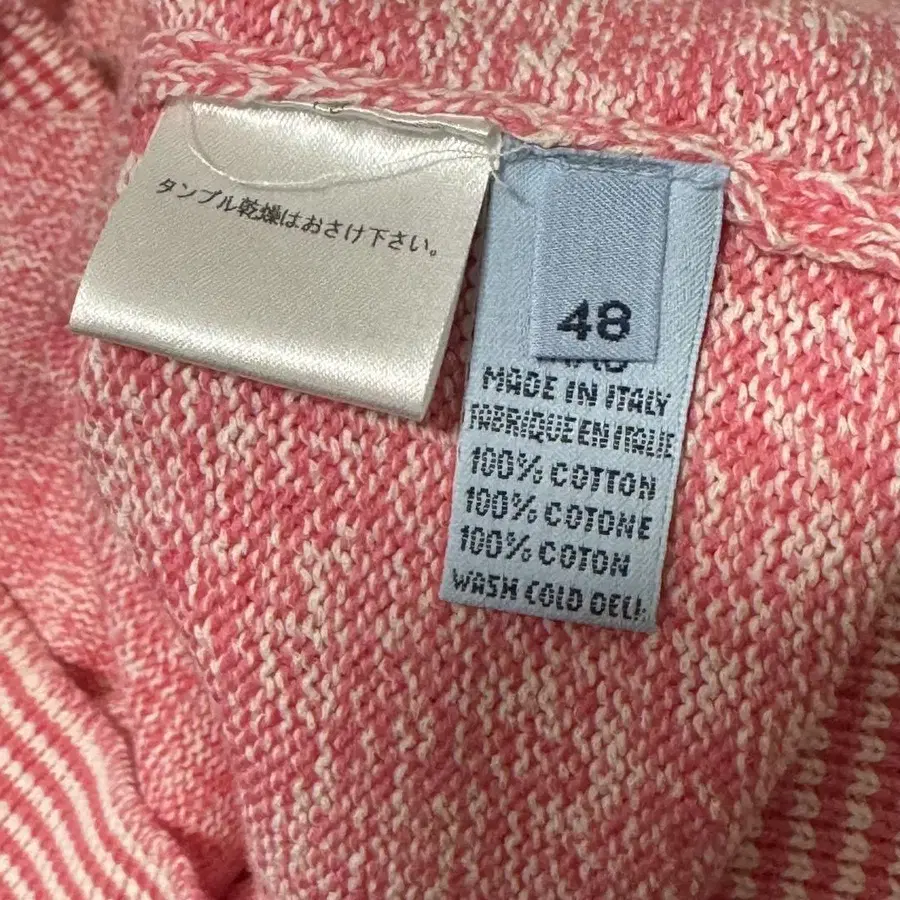 タンブル乾燥はおさけ下さい。
48
MADE IN ITALY
FABRIQUE EN ITALIE
100% COTTON
100% COTONE
100% COTON
WASH COLD DELI